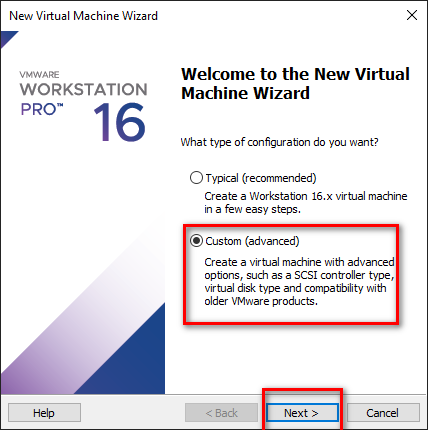 New Virtual Machine Wizard
VMWARE
WORKSTATION
PRO™ 16
Welcome to the New Virtual
Machine Wizard
What type of configuration do you want?
Typical (recommended)
Create a Workstation 16.x virtual machine
in a few easy steps.
Custom (advanced)
Create a virtual machine with advanced
options, such as a SCSI controller type,
virtual disk type and compatibility with
older VMware products.
Help
< Back
Next >
Cancel